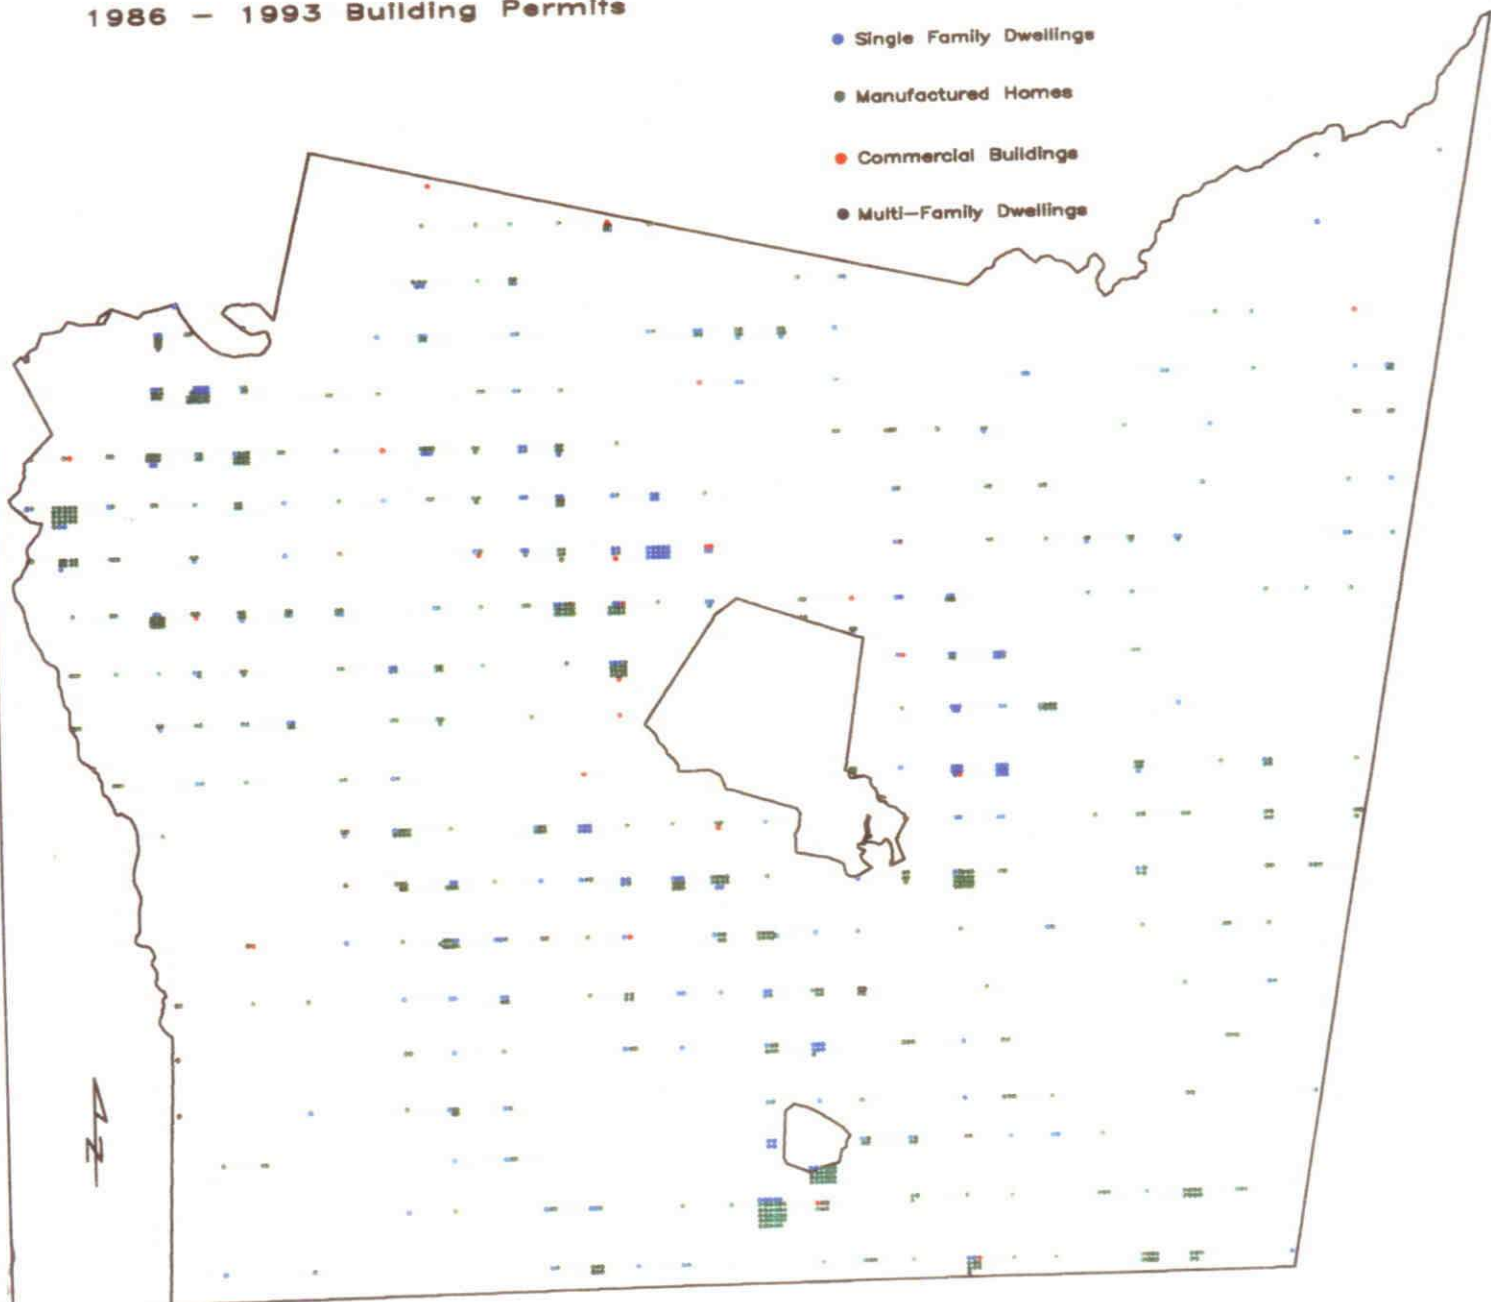 1986 – 1993 Building Permits
Single Family Dwellings
Manufactured Homes
Commercial Buildings
Multi–Family Dwellings
N